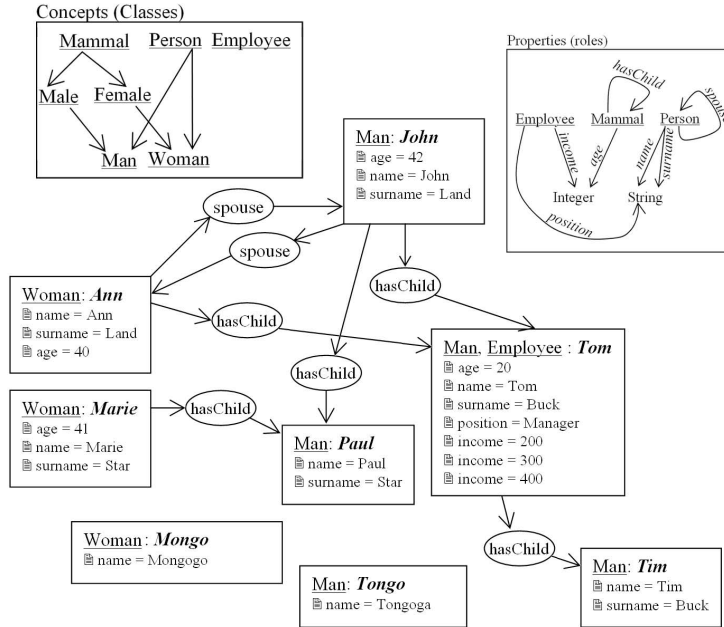 Concepts (Classes)
Mammal Person Employee
Male Female
Man Woman
Properties (roles)
hasChild
spouse
Employee Mammal Person
income
age
name
surname
Integer String
position
Man: John
age = 42
name = John
surname = Land
spouse
spouse
hasChild
Woman: Ann
name = Ann
surname = Land
age = 40
hasChild
hasChild
Man, Employee : Tom
age = 20
name = Tom
surname = Buck
position = Manager
income = 200
income = 300
income = 400
Woman: Marie
age = 41
name = Marie
surname = Star
hasChild
Man: Paul
name = Paul
surname = Star
Woman: Mongo
name = Mongogo
hasChild
Man: Tongo
name = Tongoga
Man: Tim
name = Tim
surname = Buck